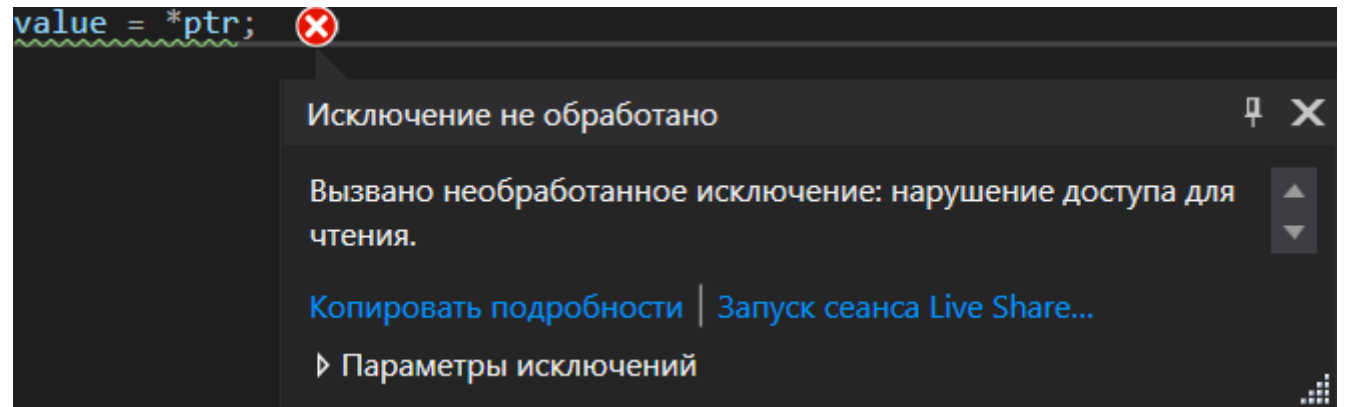 value = *ptr;
Исключение не обработано
Вызвано необработанное исключение: нарушение доступа для
чтения.
Копировать подробности | Запуск сеанса Live Share...
Параметры исключений